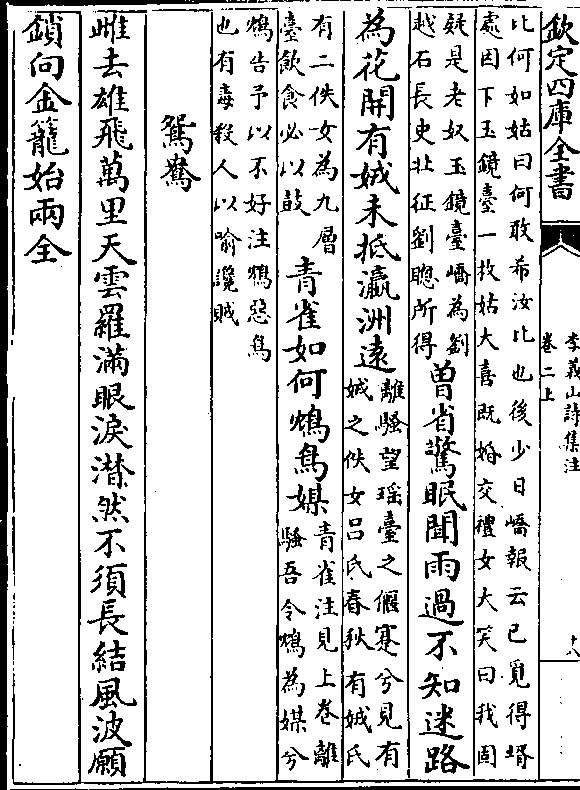 欽定四庫全書
李義山詩集注
卷二上
十八
比何如姑曰何敢希汝比也後少日嶠報云已覓得壻
處因下玉鏡臺一枚姑大喜既婚交禮女大笑曰我固
疑是老奴玉鏡臺嶠為劉
越石長史北征劉聰所得
曽省驚眠聞雨過不知迷路
為花開有娀未抵瀛洲遠
離騷望瑶臺之偃蹇兮見有
娀之佚女吕氏春秋有娀氏
有二佚女為九層
臺飲食必以鼓
青雀如何鴆鳥媒
青雀注見上卷離
騷吾令鴆為媒兮
鴆告予以不好注鴆惡鳥
也有毒殺人以喻讒賊
鴛鴦
雌去雄飛萬里天雲羅滿眼淚潸然不須長結風波願
鎖向金籠始兩全